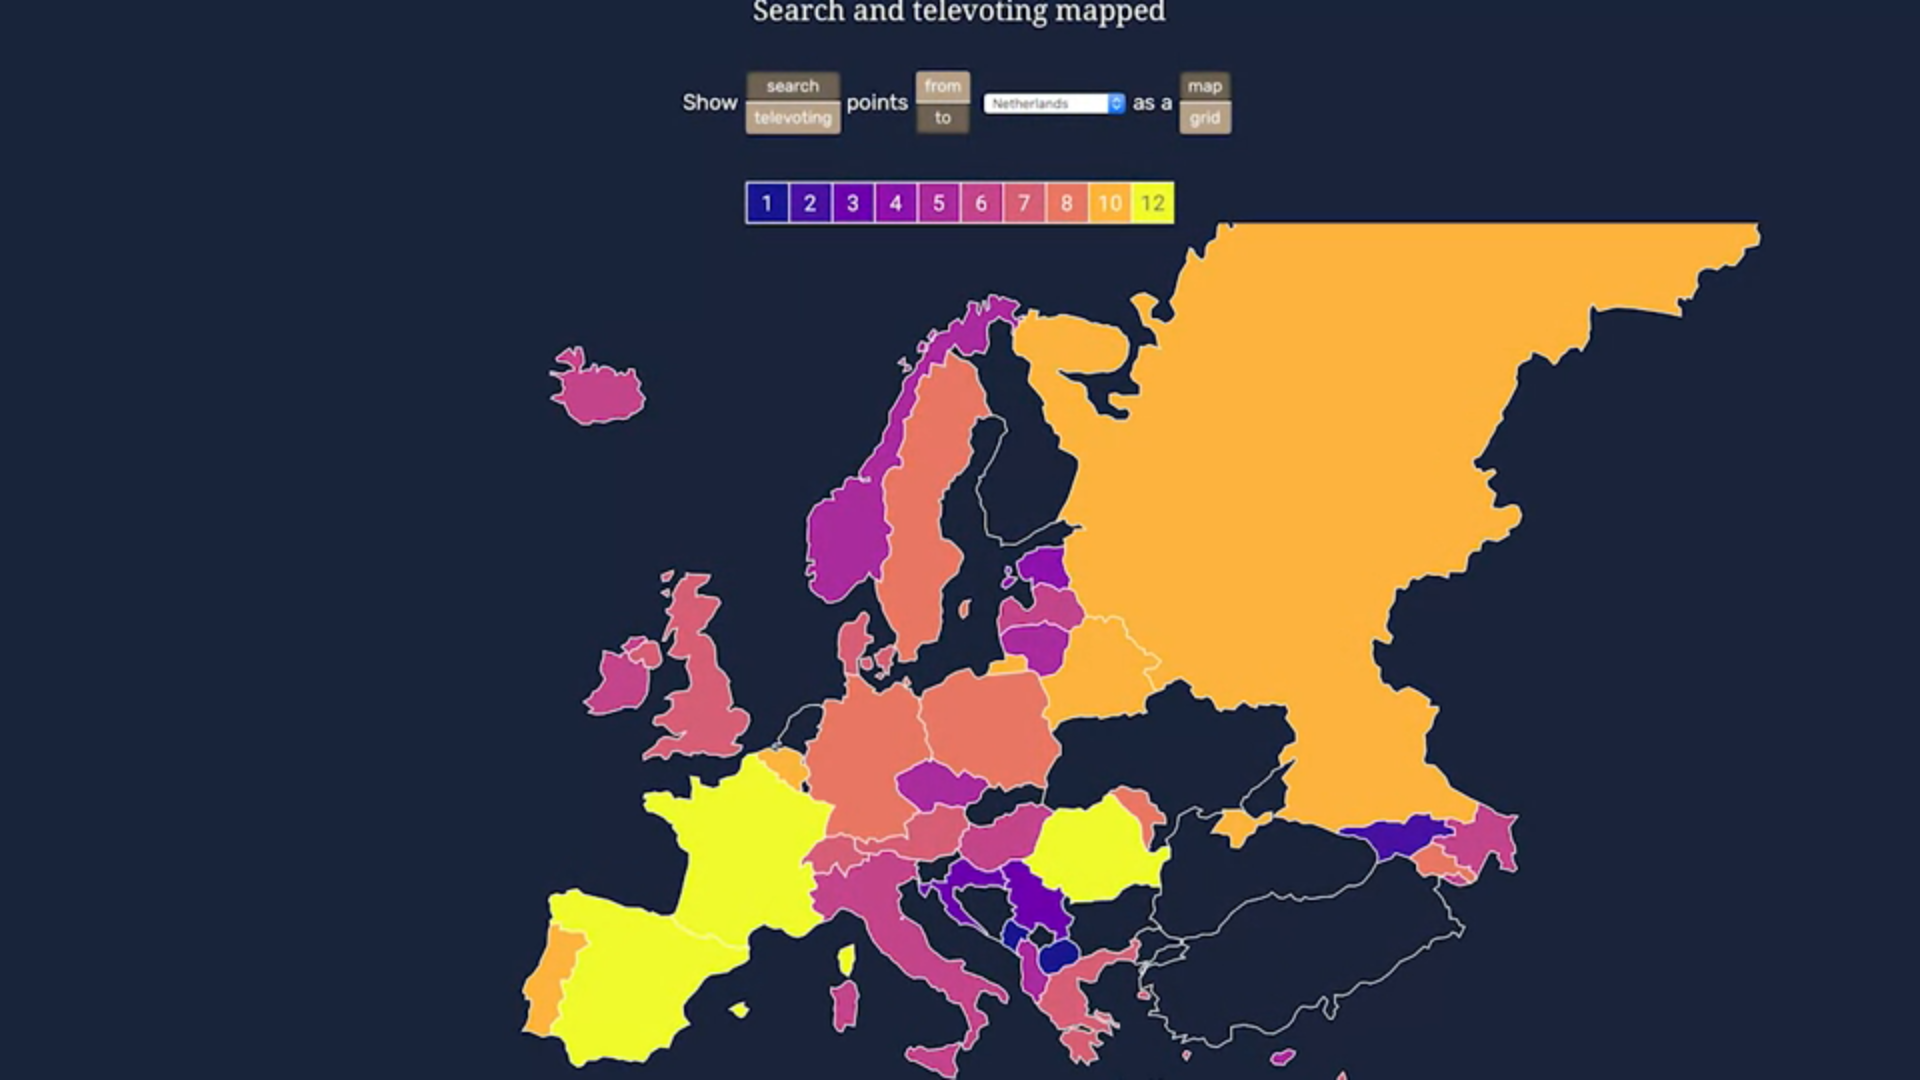 Search and televoting mapped
Show search televoting points from to Netherlands as a map grid
1 2 3 4 5 6 7 8 10 12